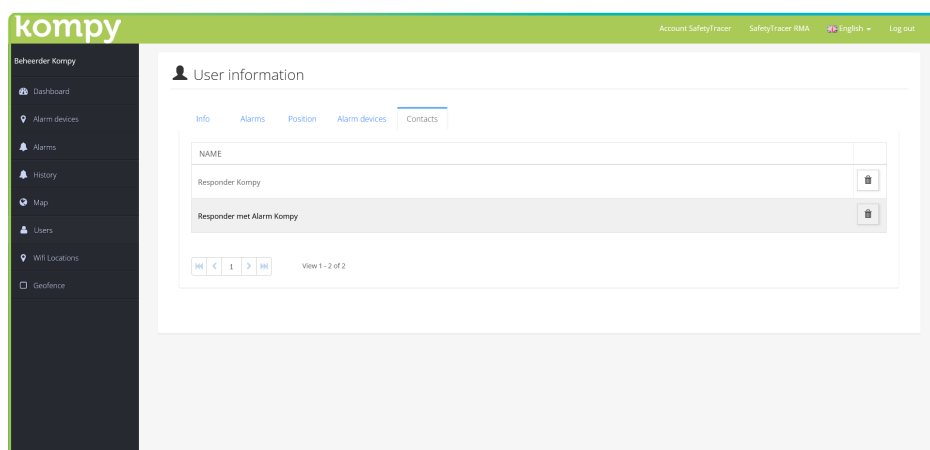 kompy
Account SafetyTracer SafetyTracer RMA English Log out
Beheerder Kompy
Dashboard
Alarm devices
Alarms
History
Map
Users
Wifi Locations
Geofence
User information
Info Alarms Position Alarm devices Contacts
NAME
Responder Kompy
Responder met Alarm Kompy
1 View 1 - 2 of 2